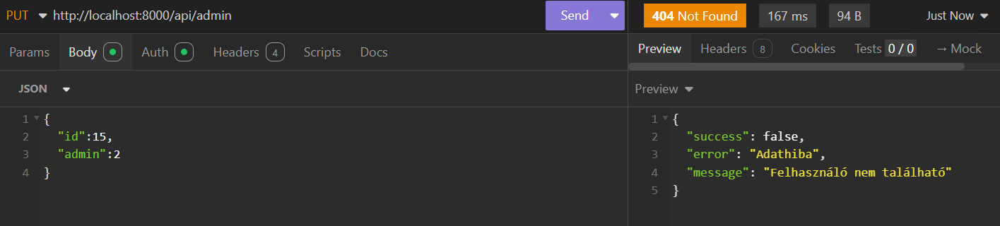 PUT http://localhost:8000/api/admin Send 404 Not Found 167 ms 94 B Just Now
Params Body Auth Headers 4 Scripts Docs Preview Headers 8 Cookies Tests 0 / 0 → Mock
JSON Preview
1 {
2 "id":15,
3 "admin":2
4 }
1 {
2 "success": false,
3 "error": "Adathiba",
4 "message": "Felhasználó nem található"
5 }